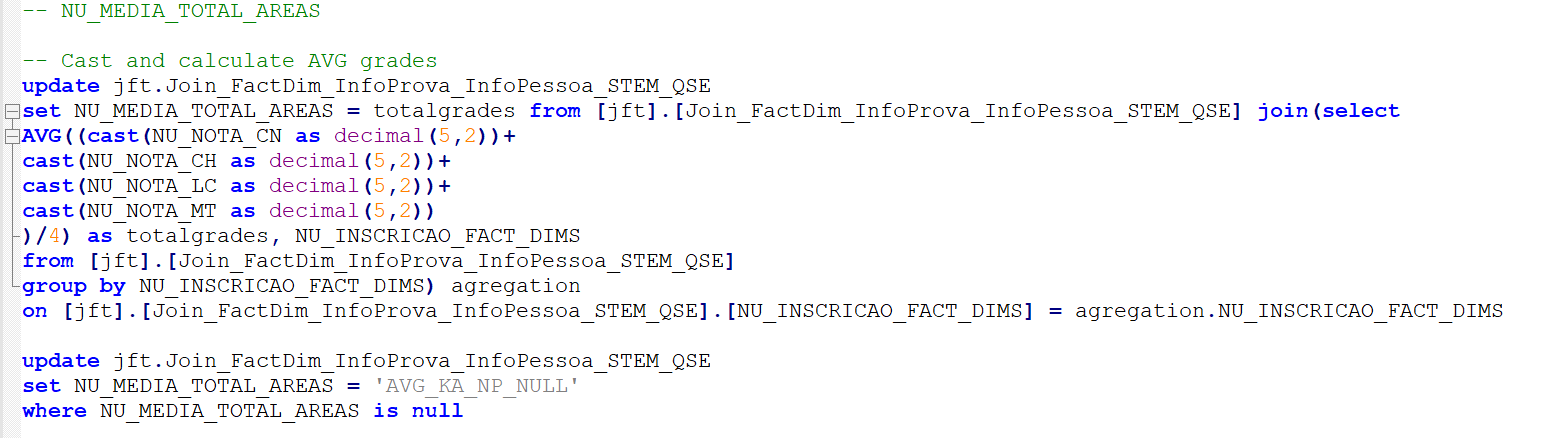 -- NU_MEDIA_TOTAL_AREAS
-- Cast and calculate AVG grades
update jft.Join_FactDim_InfoProva_InfoPessoa_STEM_QSE
set NU_MEDIA_TOTAL_AREAS = totalgrades from [jft].[Join_FactDim_InfoProva_InfoPessoa_STEM_QSE] join(select
AVG((cast(NU_NOTA_CN as decimal(5,2))+
cast(NU_NOTA_CH as decimal(5,2))+
cast(NU_NOTA_LC as decimal(5,2))+
cast(NU_NOTA_MT as decimal(5,2))
)/4) as totalgrades, NU_INSCRICAO_FACT_DIMS
from [jft].[Join_FactDim_InfoProva_InfoPessoa_STEM_QSE]
group by NU_INSCRICAO_FACT_DIMS) agregation
on [jft].[Join_FactDim_InfoProva_InfoPessoa_STEM_QSE].[NU_INSCRICAO_FACT_DIMS] = agregation.NU_INSCRICAO_FACT_DIMS
update jft.Join_FactDim_InfoProva_InfoPessoa_STEM_QSE
set NU_MEDIA_TOTAL_AREAS = 'AVG_KA_NP_NULL'
where NU_MEDIA_TOTAL_AREAS is null